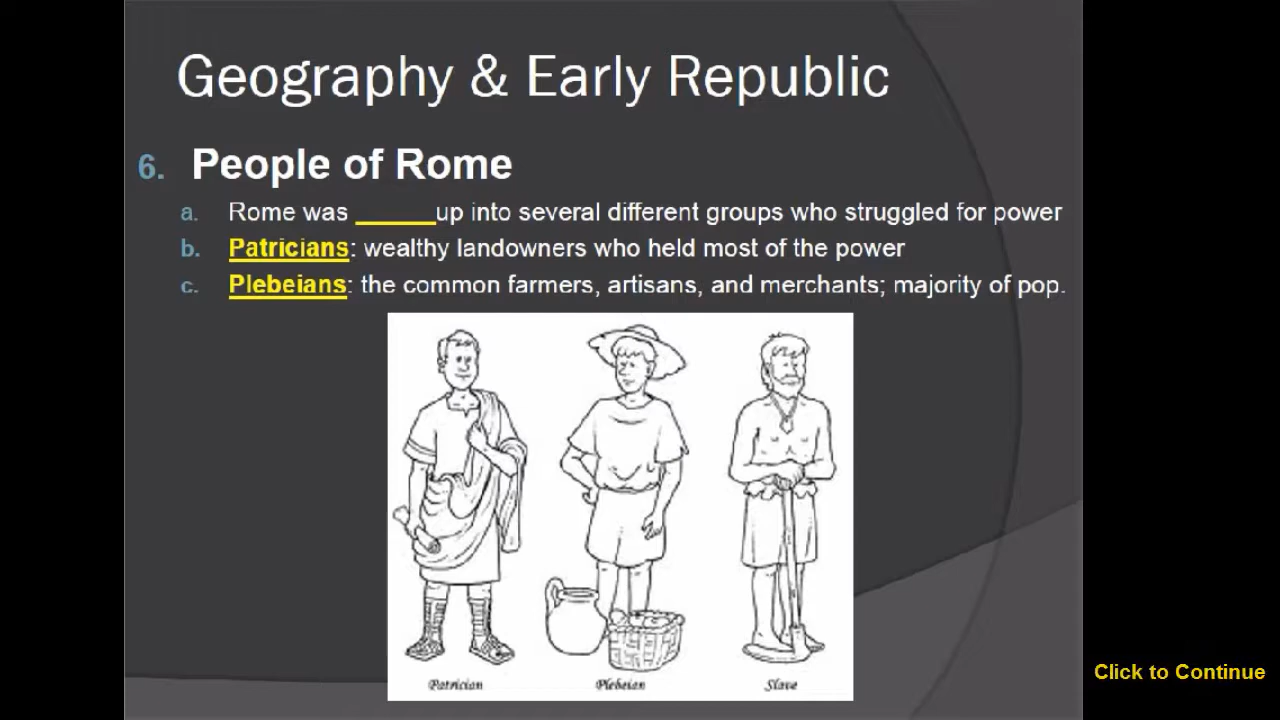 Geography & Early Republic
6. People of Rome
a. Rome was ______up into several different groups who struggled for power
b. Patricians: wealthy landowners who held most of the power
c. Plebeians: the common farmers, artisans, and merchants; majority of pop.
Patrician Plebeian Slave
Click to Continue